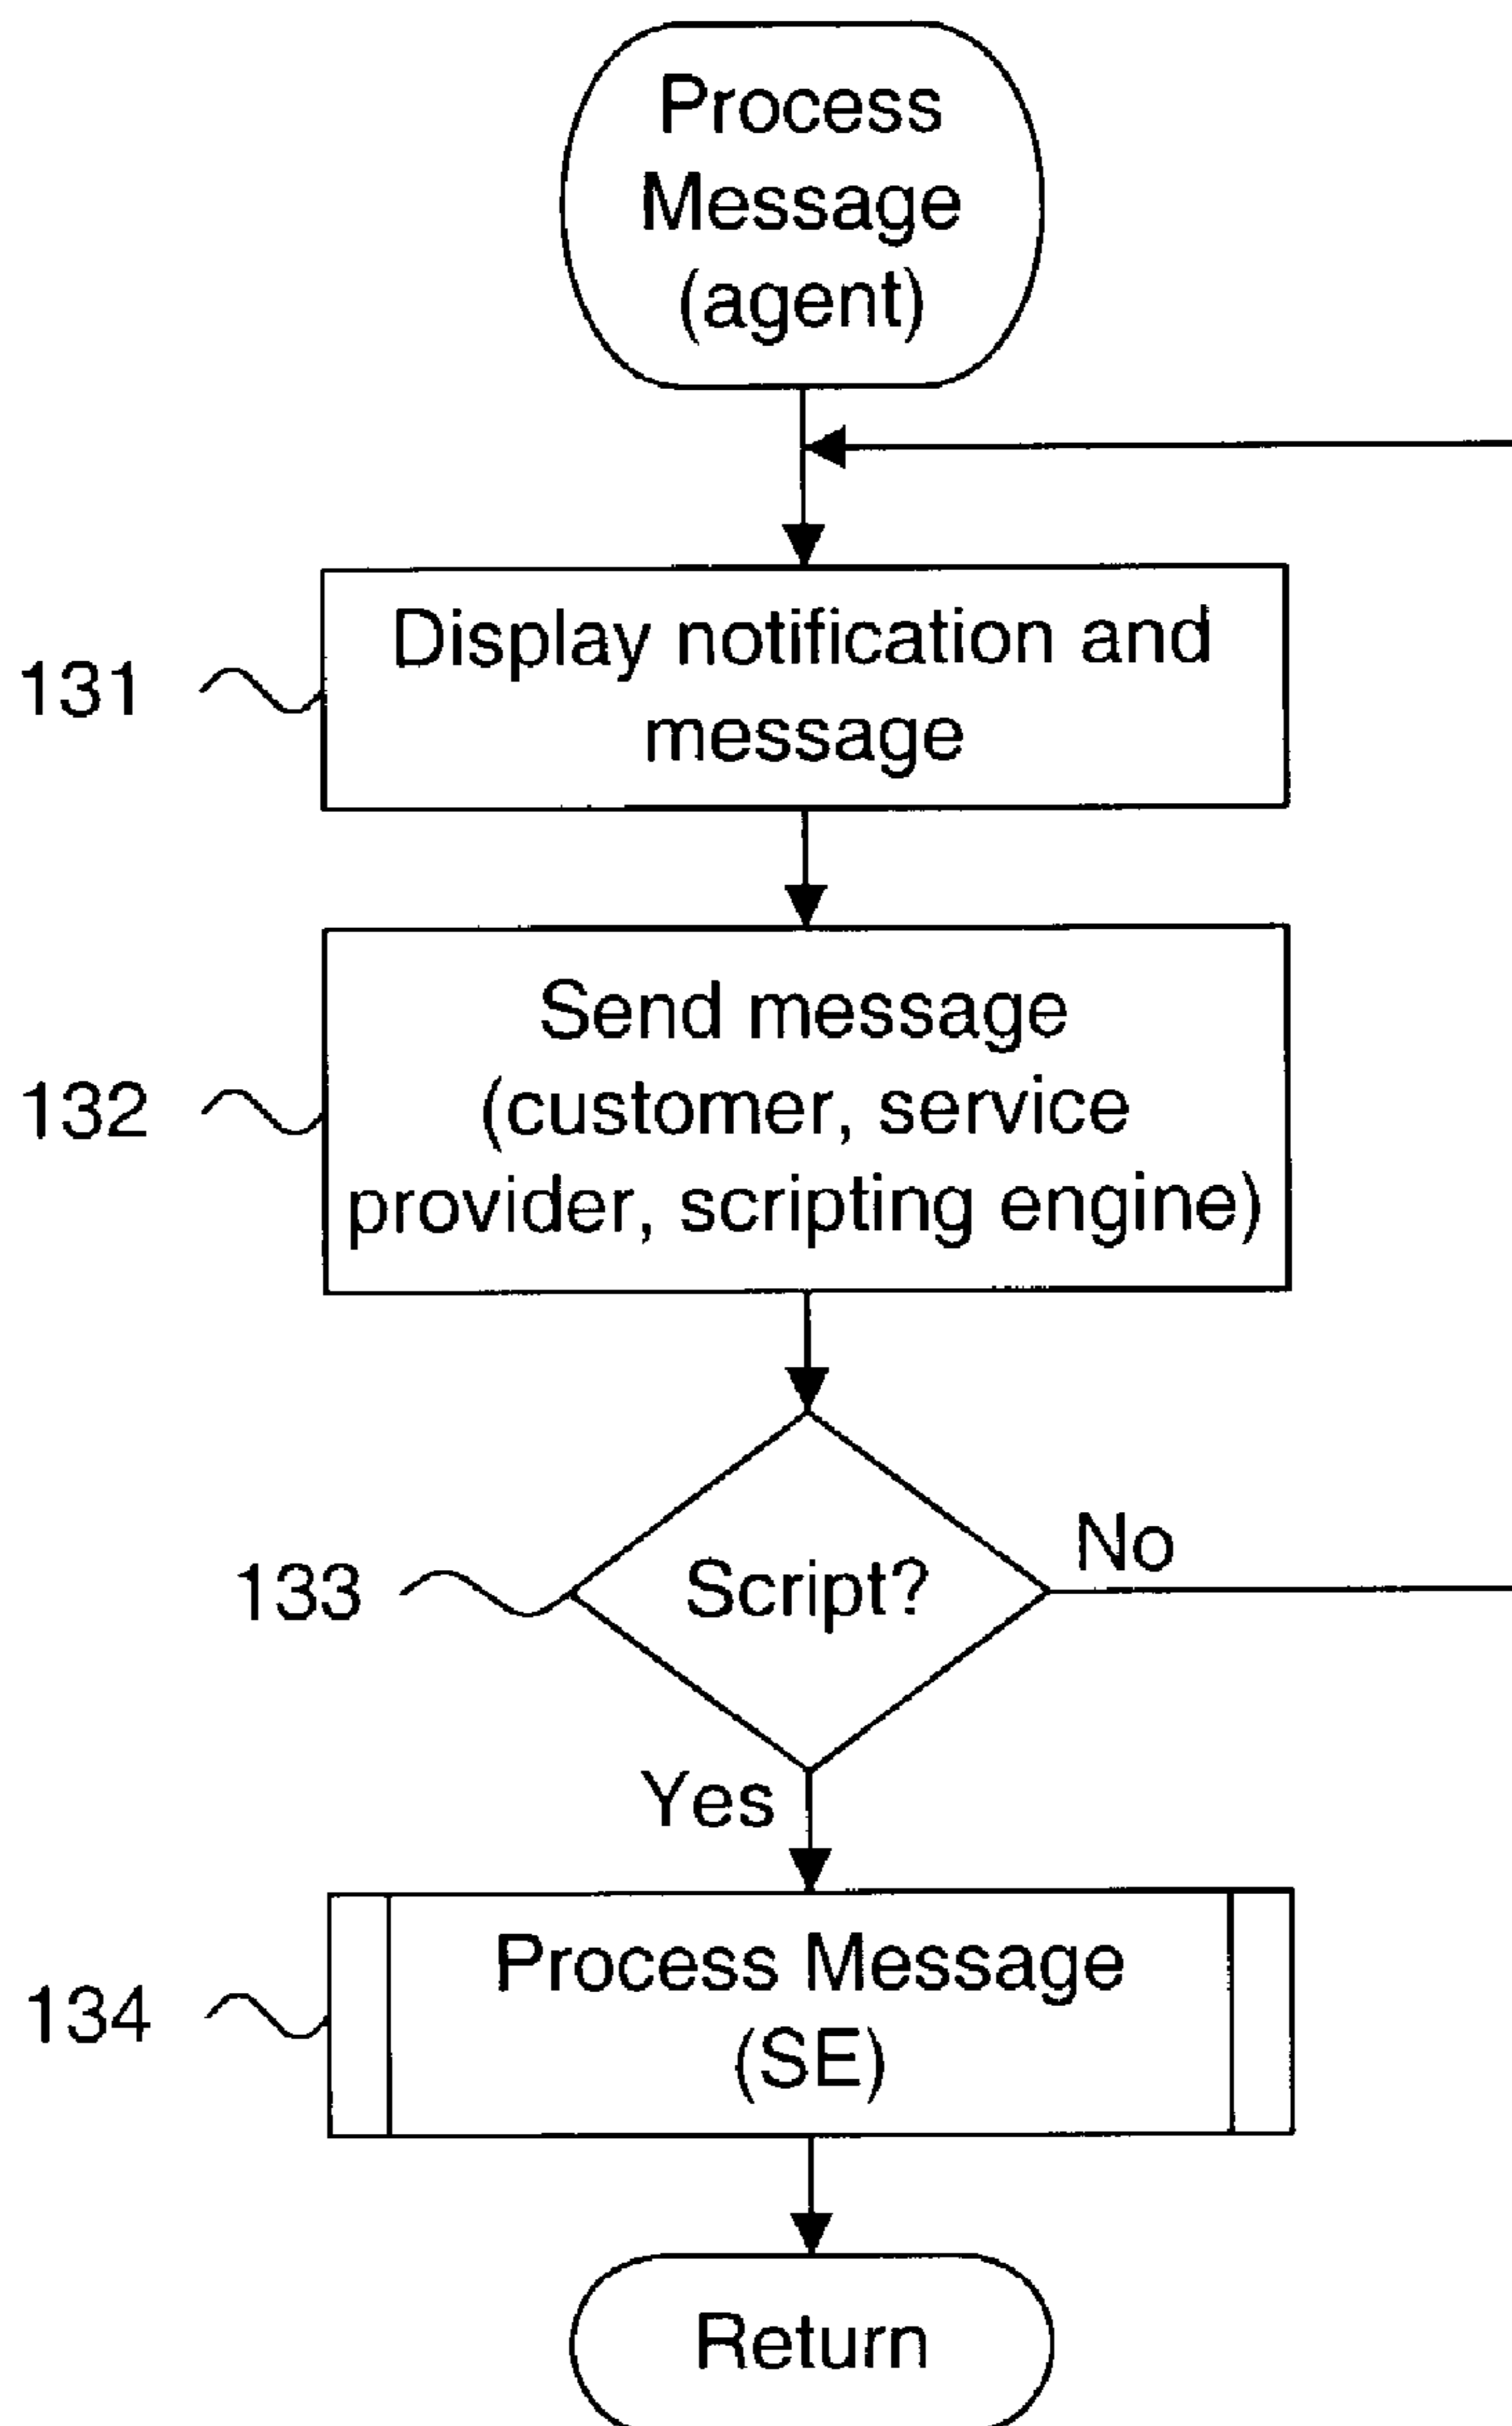 Process
Message
(agent)
131
Display notification and
message
132
Send message
(customer, service
provider, scripting engine)
133
Script?
No
Yes
134
Process Message
(SE)
Return